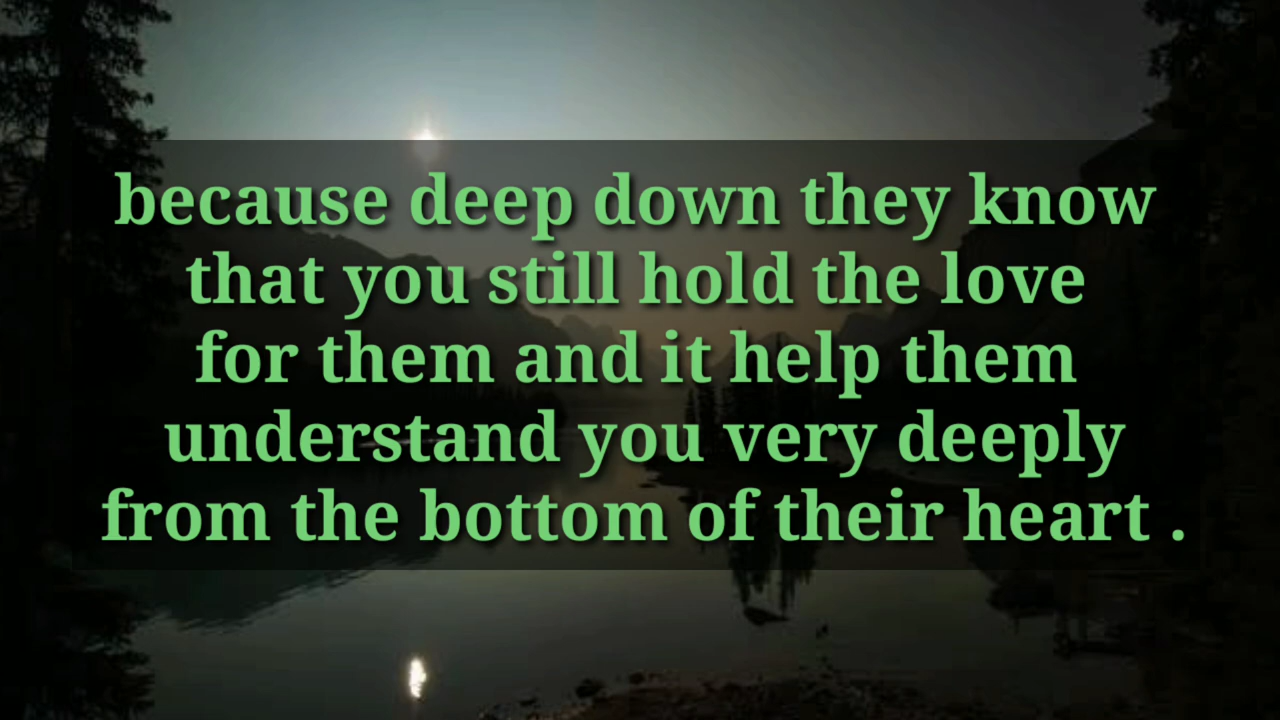 because deep down they know
that you still hold the love
for them and it help them
understand you very deeply
from the bottom of their heart .